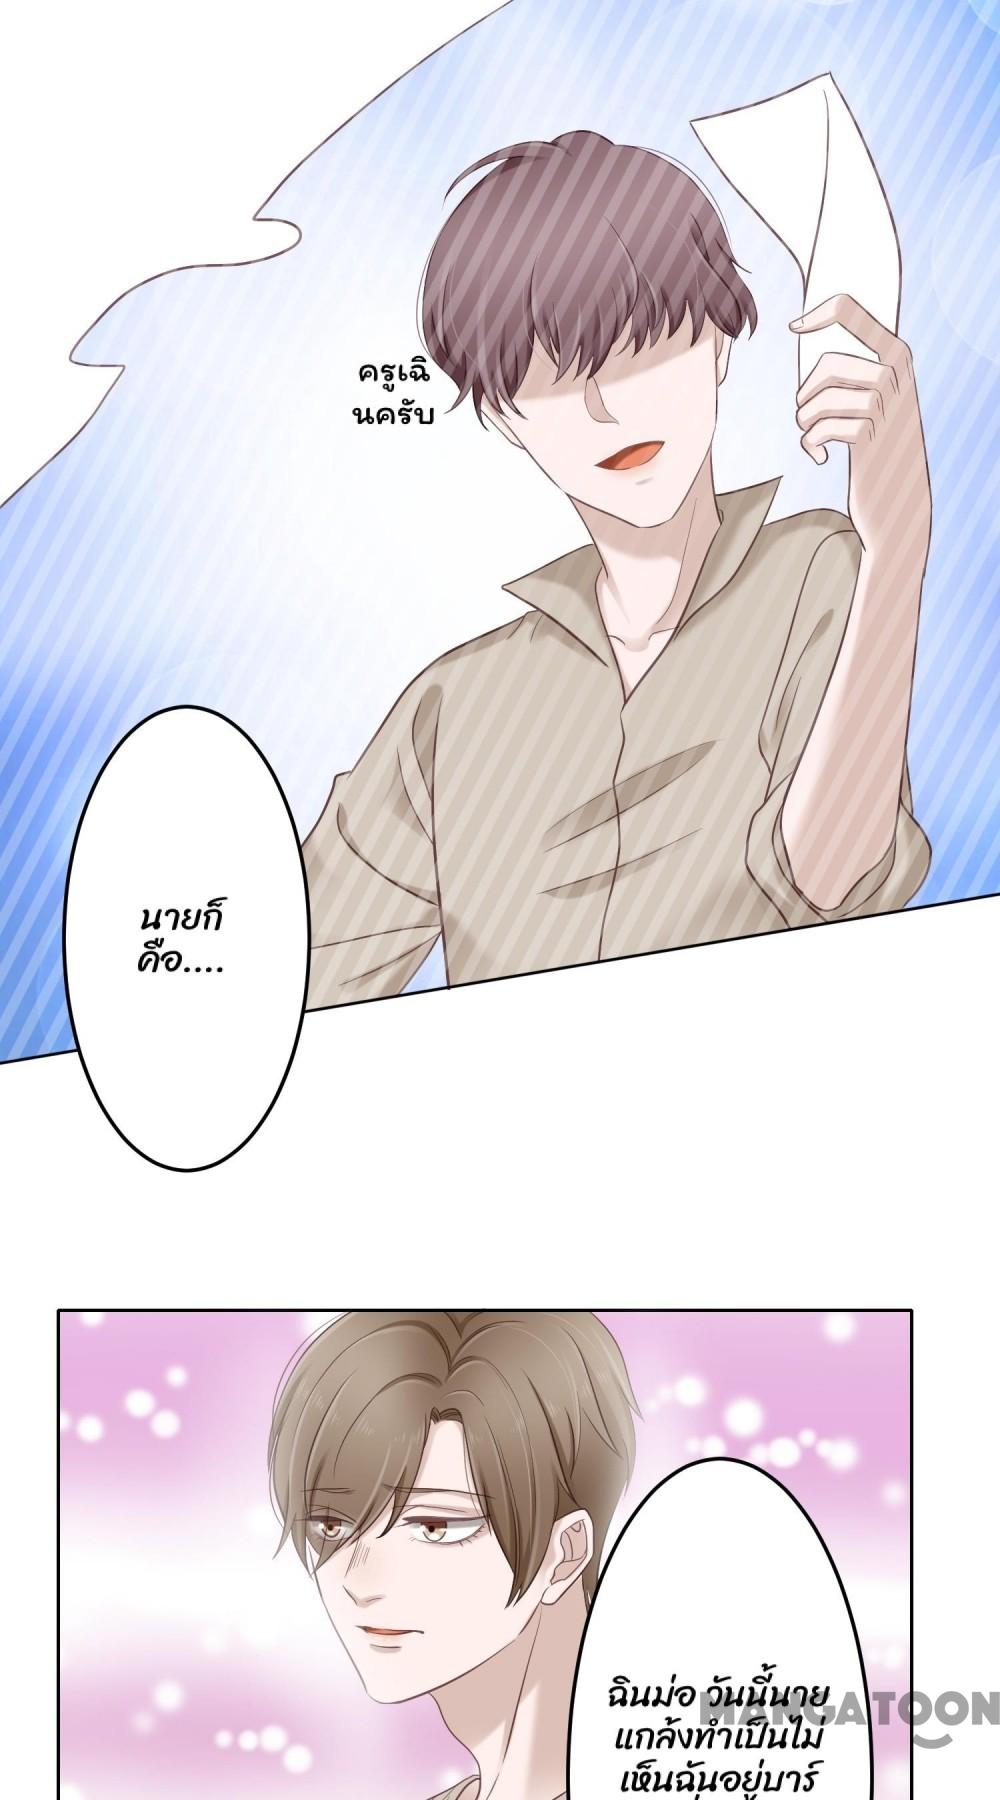 ครูเฉิ
นครับ
นายก็
คือ....
ฉินม่อ วันนี้นาย
แกล้งทำเป็นไม่
เห็นฉันอยู่บาร์
MANGATOON